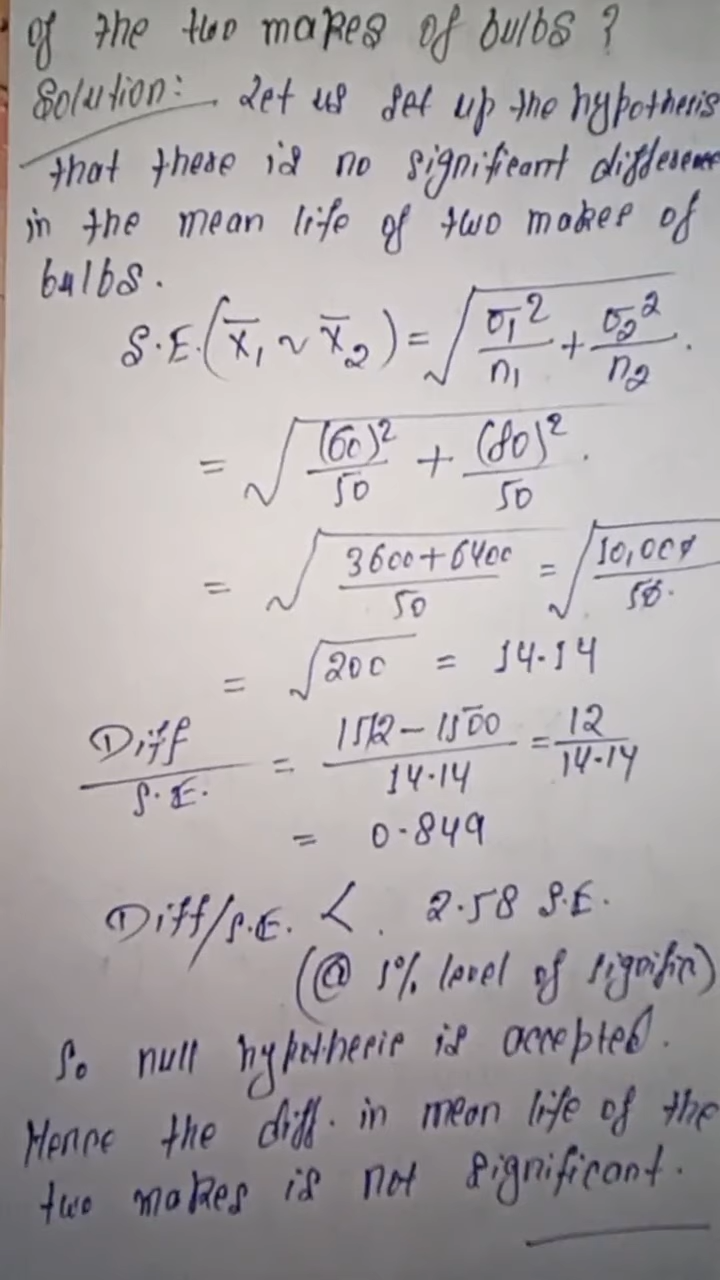 of the two makes of bulbs ?
Solution: Let us set up the hypothesis
that there is no significant difference
in the mean life of two makes of
bulbs.
S.E.(x̄₁ ~ x̄₂) = √(σ₁²/n₁ + σ₂²/n₂).
= √((60)²/50 + (80)²/50).
= √((3600+6400)/50) = √(10,000/50).
= √200 = 14.14
Diff/S.E. = (1512-1500)/14.14 = 12/14.14
= 0.849
Diff/S.E. < 2.58 S.E.
(@ 1% level of signifin)
So null hypothesis is accepted.
Hence the diff. in mean life of the
two makes is not significant.